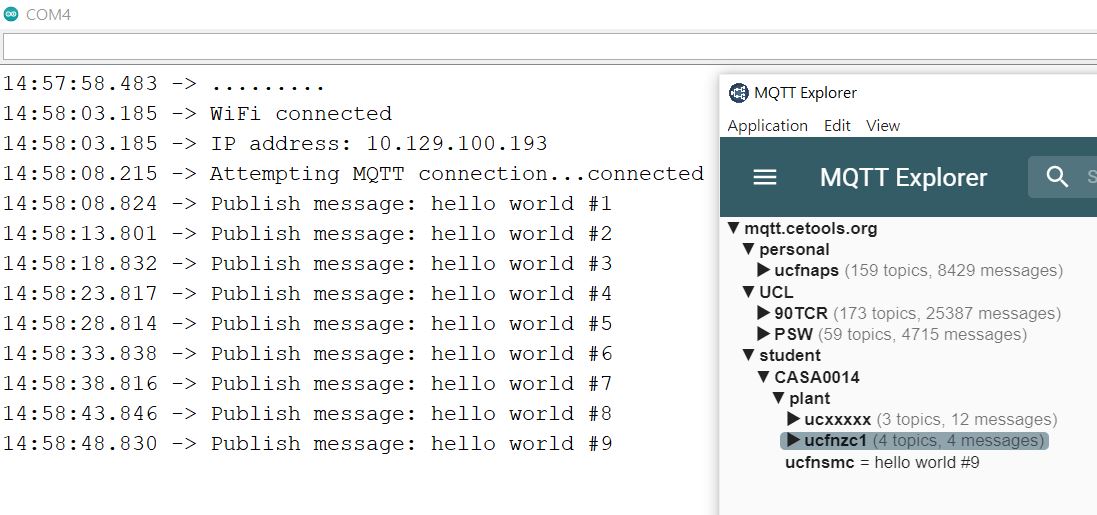 COM4
14:57:58.483 -> .........
14:58:03.185 -> WiFi connected
14:58:03.185 -> IP address: 10.129.100.193
14:58:08.215 -> Attempting MQTT connection...connected
14:58:08.824 -> Publish message: hello world #1
14:58:13.801 -> Publish message: hello world #2
14:58:18.832 -> Publish message: hello world #3
14:58:23.817 -> Publish message: hello world #4
14:58:28.814 -> Publish message: hello world #5
14:58:33.838 -> Publish message: hello world #6
14:58:38.816 -> Publish message: hello world #7
14:58:43.846 -> Publish message: hello world #8
14:58:48.830 -> Publish message: hello world #9
MQTT Explorer
Application Edit View
MQTT Explorer S
▼ mqtt.cetools.org
▼ personal
▶ ucfnaps (159 topics, 8429 messages)
▼ UCL
▶ 90TCR (173 topics, 25387 messages)
▶ PSW (59 topics, 4715 messages)
▼ student
▼ CASA0014
▼ plant
▶ ucxxxxx (3 topics, 12 messages)
▶ ucfnzc1 (4 topics, 4 messages)
ucfnsmc = hello world #9